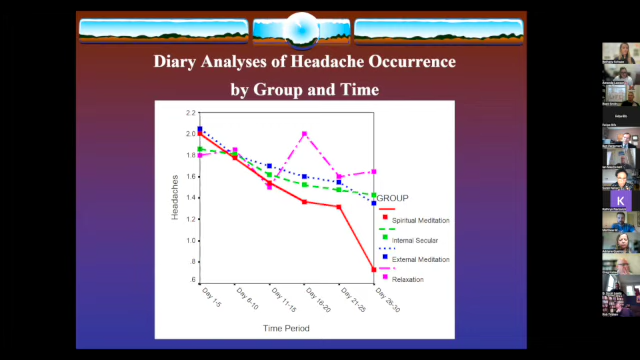 Diary Analyses of Headache Occurrence
by Group and Time
2.2
2.0
1.8
1.6
1.4
1.2
1.0
.8
.6
Headaches
Day 1-5
Day 6-10
Day 11-15
Day 16-20
Day 21-25
Day 26-30
Time Period
GROUP
Spiritual Meditation
Internal Secular
External Meditation
Relaxation
K